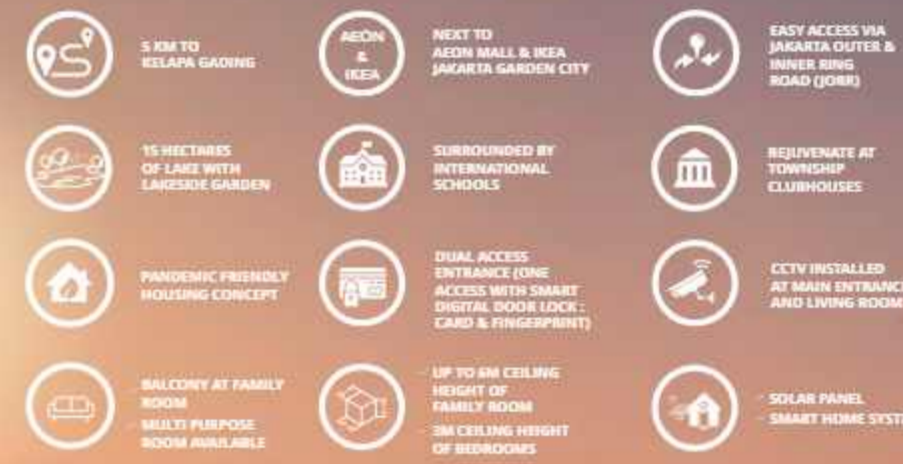 5 KM TO
KELAPA GADING
AEON
&
IKEA
NEXT TO
AEON MALL & IKEA
JAKARTA GARDEN CITY
EASY ACCESS VIA
JAKARTA OUTER &
INNER RING
ROAD (JORR)
15 HECTARES
OF LAKE WITH
LAKESIDE GARDEN
SURROUNDED BY
INTERNATIONAL
SCHOOLS
REJUVENATE AT
TOWNSHIP
CLUBHOUSES
PANDEMIC FRIENDLY
HOUSING CONCEPT
DUAL ACCESS
ENTRANCE (ONE
ACCESS WITH SMART
DIGITAL DOOR LOCK :
CARD & FINGERPRINT)
CCTV INSTALLED
AT MAIN ENTRANCE
AND LIVING ROOM
- BALCONY AT FAMILY
ROOM
- MULTI PURPOSE
ROOM AVAILABLE
- UP TO 6M CEILING
HEIGHT OF
FAMILY ROOM
- 3M CEILING HEIGHT
OF BEDROOMS
- SOLAR PANEL
- SMART HOME SYST